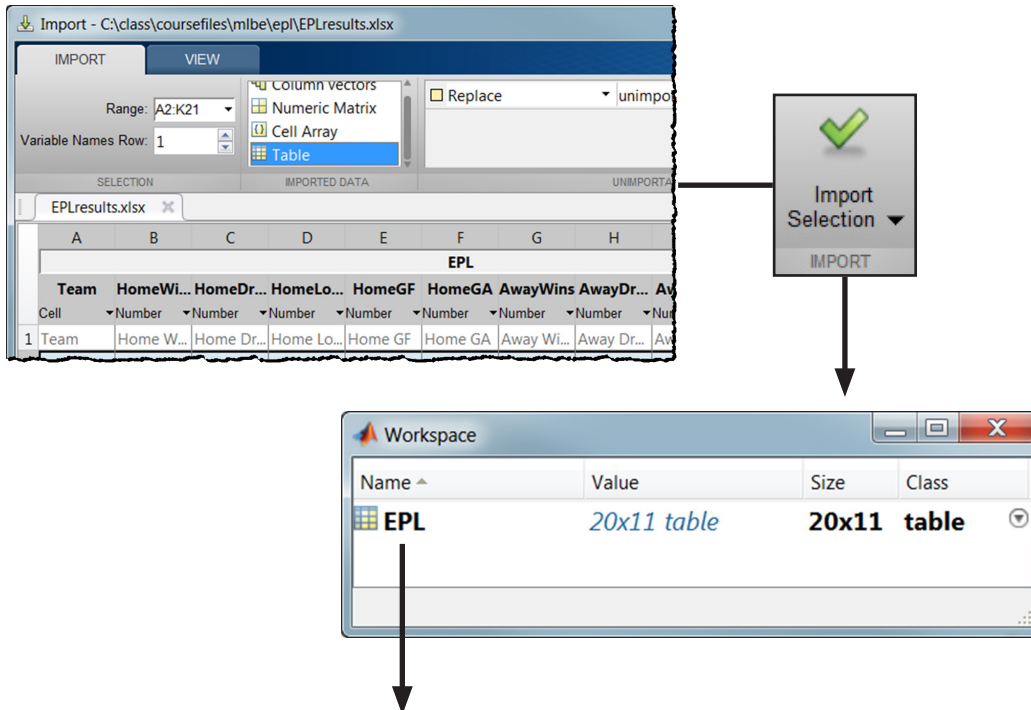 Import - C:\class\coursefiles\mlbe\epl\EPLresults.xlsx
IMPORT VIEW
Column vectors
Range: A2:K21
Numeric Matrix
Variable Names Row: 1
Cell Array
Table
Replace
SELECTION IMPORTED DATA
EPLresults.xlsx
A B C D E F G H
EPL
Team HomeWi... HomeDr... HomeLo... HomeGF HomeGA AwayWins AwayDr...
Cell Number Number Number Number Number Number Number
1 Team Home W... Home Dr... Home Lo... Home GF Home GA Away Wi... Away Dr...
Import
Selection
IMPORT
Workspace
Name Value Size Class
EPL 20x11 table 20x11 table